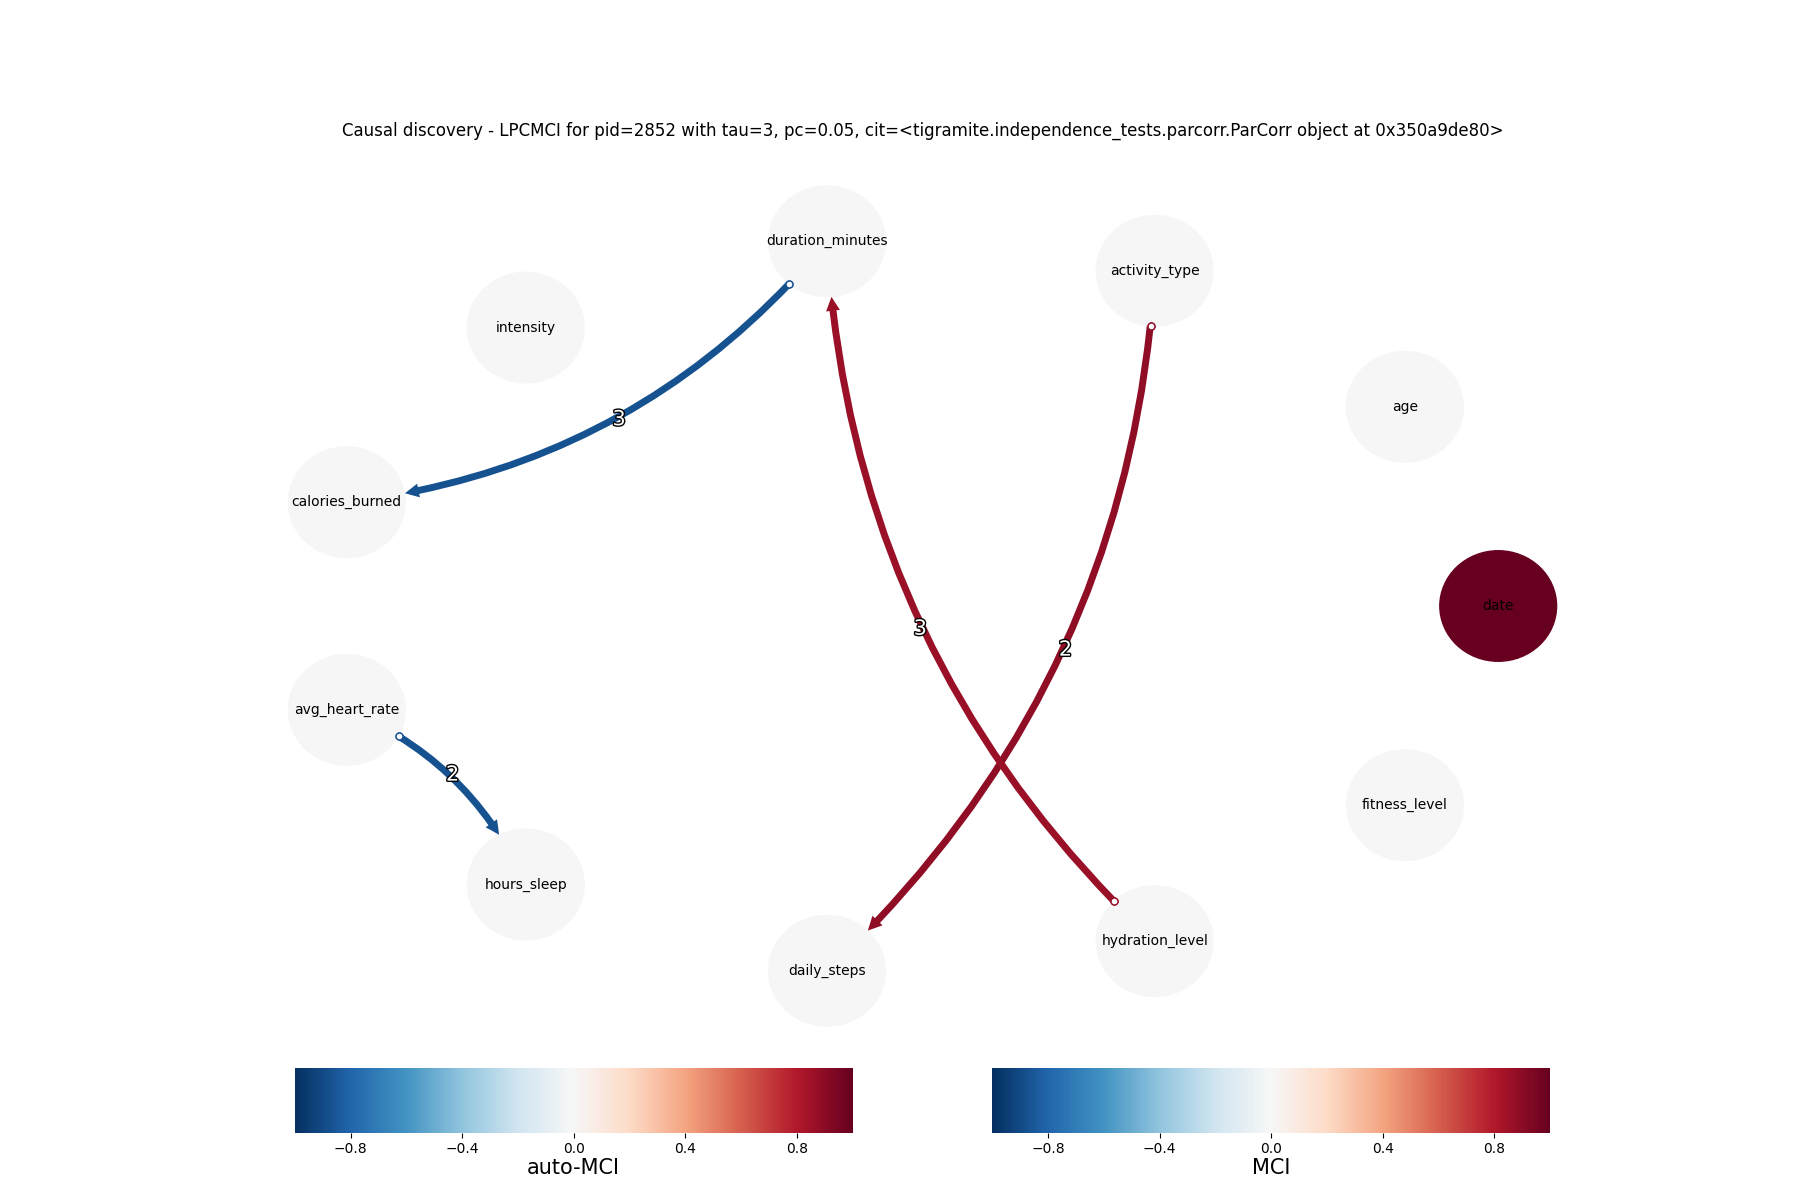 Causal discovery - LPCMCI for pid=2852 with tau=3, pc=0.05, cit=<tigramite.independence_tests.parcorr.ParCorr object at 0x350a9de80>
duration_minutes
activity_type
intensity
age
3
calories_burned
date
3
2
avg_heart_rate
2
fitness_level
hours_sleep
hydration_level
daily_steps
−0.8 −0.4 0.0 0.4 0.8
auto-MCI
−0.8 −0.4 0.0 0.4 0.8
MCI